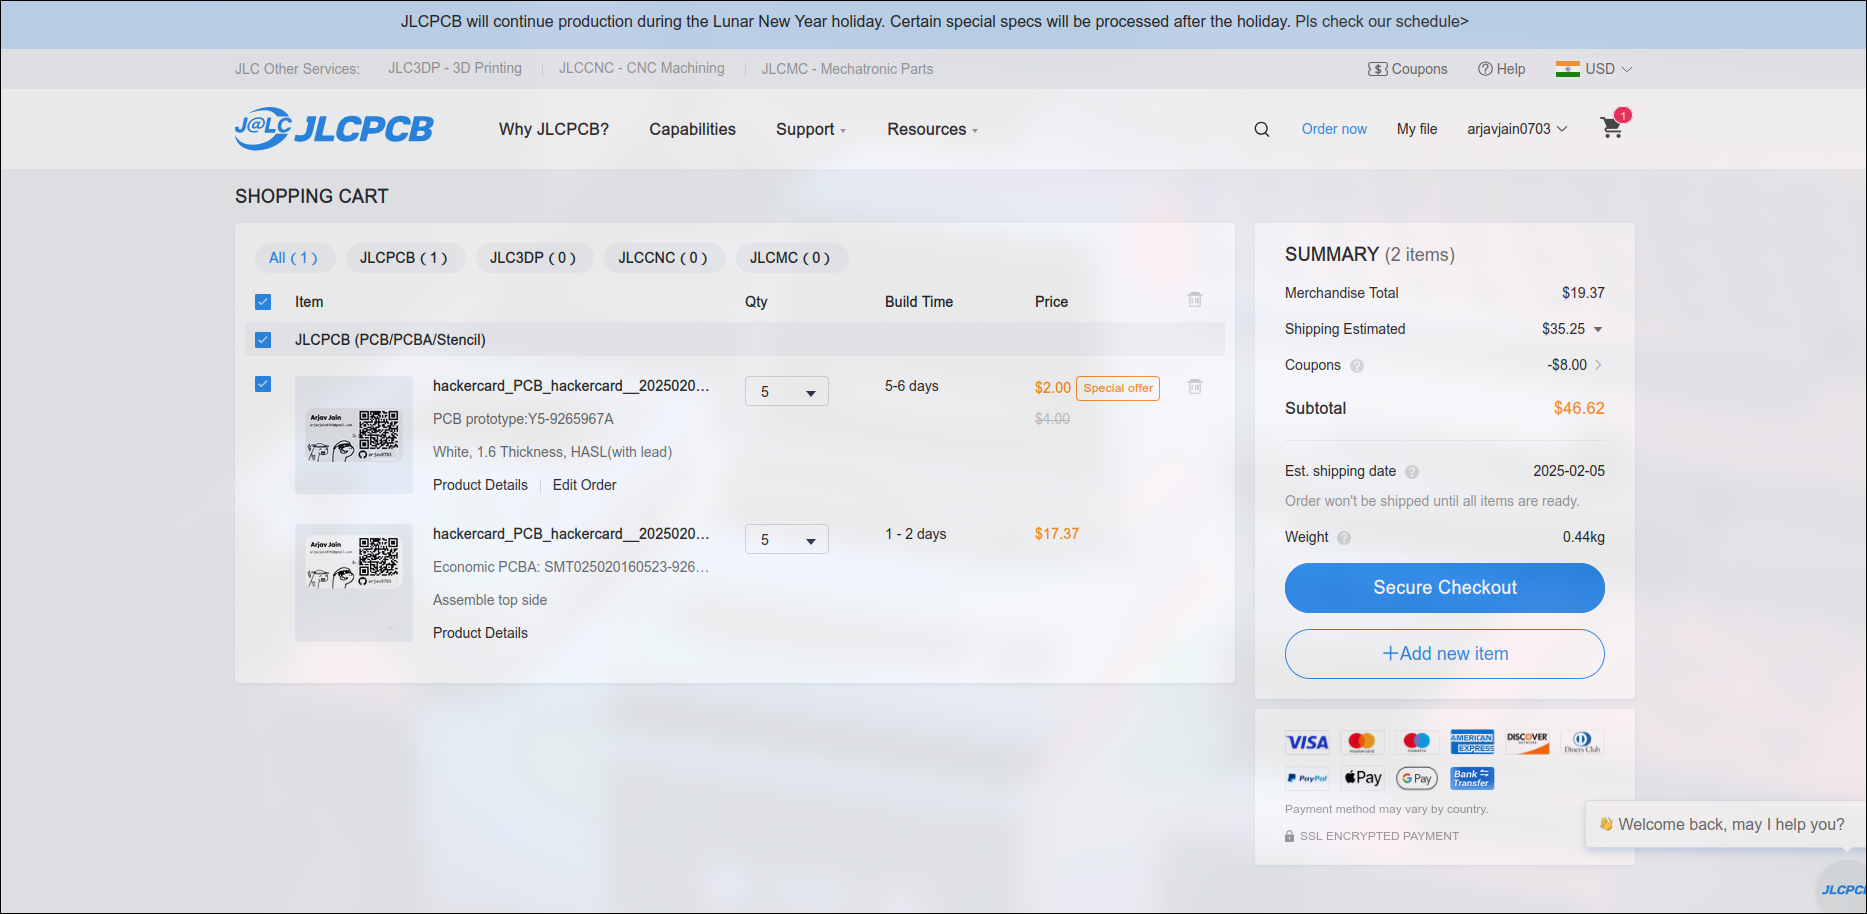 JLCPCB will continue production during the Lunar New Year holiday. Certain special specs will be processed after the holiday. Pls check our schedule>
JLC Other Services: JLC3DP - 3D Printing JLCCNC - CNC Machining JLCMC - Mechatronic Parts Coupons Help USD
J@LC JLCPCB Why JLCPCB? Capabilities Support Resources Order now My file arjavjain0703 1
SHOPPING CART
All ( 1 ) JLCPCB ( 1 ) JLC3DP ( 0 ) JLCCNC ( 0 ) JLCMC ( 0 )
Item Qty Build Time Price
JLCPCB (PCB/PCBA/Stencil)
hackercard_PCB_hackercard__2025020... 5 5-6 days $2.00 Special offer
PCB prototype:Y5-9265967A $4.00
White, 1.6 Thickness, HASL(with lead)
Product Details Edit Order
Arjav Jain
arjav0703
hackercard_PCB_hackercard__2025020... 5 1 - 2 days $17.37
Economic PCBA: SMT025020160523-926...
Assemble top side
Product Details
Arjav Jain
arjav0703
SUMMARY (2 items)
Merchandise Total $19.37
Shipping Estimated $35.25
Coupons ? -$8.00
Subtotal $46.62
Est. shipping date ? 2025-02-05
Order won't be shipped until all items are ready.
Weight ? 0.44kg
Secure Checkout
+Add new item
VISA mastercard maestro AMERICAN EXPRESS DISCOVER Diners Club
PayPal Pay G Pay Bank Transfer
Payment method may vary by country.
SSL ENCRYPTED PAYMENT
👋 Welcome back, may I help you?
JLCPC